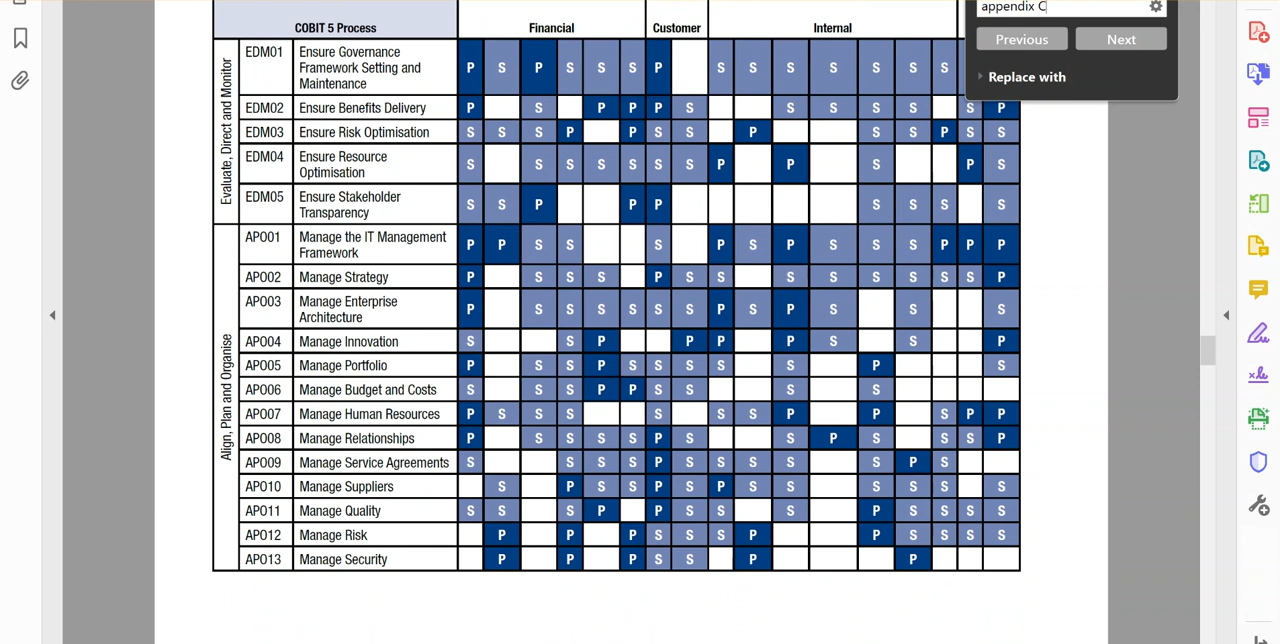 appendix C
Previous
Next
Replace with
COBIT 5 Process Financial Customer Internal
Evaluate, Direct and Monitor
EDM01 Ensure Governance
Framework Setting and
Maintenance
P S P S S S P S S S S S S S
EDM02 Ensure Benefits Delivery P S P P P S S S S S S P
EDM03 Ensure Risk Optimisation S S S P P S S P S S P S S
EDM04 Ensure Resource
Optimisation
S S S S S S S P P S P S
EDM05 Ensure Stakeholder
Transparency
S S P P P S S S S
Align, Plan and Organise
APO01 Manage the IT Management
Framework
P P S S S P S P S S S P P P
APO02 Manage Strategy P S S S P S S S S S S S S P
APO03 Manage Enterprise
Architecture
P S S S S S S P S P S S S
APO04 Manage Innovation S S P P P P S S P
APO05 Manage Portfolio P S S P S S S S S P S
APO06 Manage Budget and Costs S S S P P S S S S
APO07 Manage Human Resources P S S S S S S P P S P P
APO08 Manage Relationships P S S S S P S S P S S S P
APO09 Manage Service Agreements S S S S P S S S S S P S
APO10 Manage Suppliers S P S S P S P S S S S S S
APO11 Manage Quality S S S P P S S S P S S S S
APO12 Manage Risk P P P S S S P P S S S S
APO13 Manage Security P P P S S P P